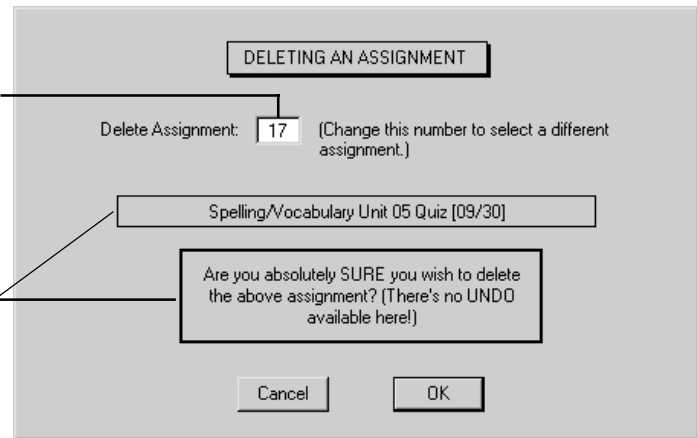 DELETING AN ASSIGNMENT
Delete Assignment: 17 (Change this number to select a different
assignment.)
Spelling/Vocabulary Unit 05 Quiz [09/30]
Are you absolutely SURE you wish to delete
the above assignment? (There's no UNDO
available here!)
Cancel OK